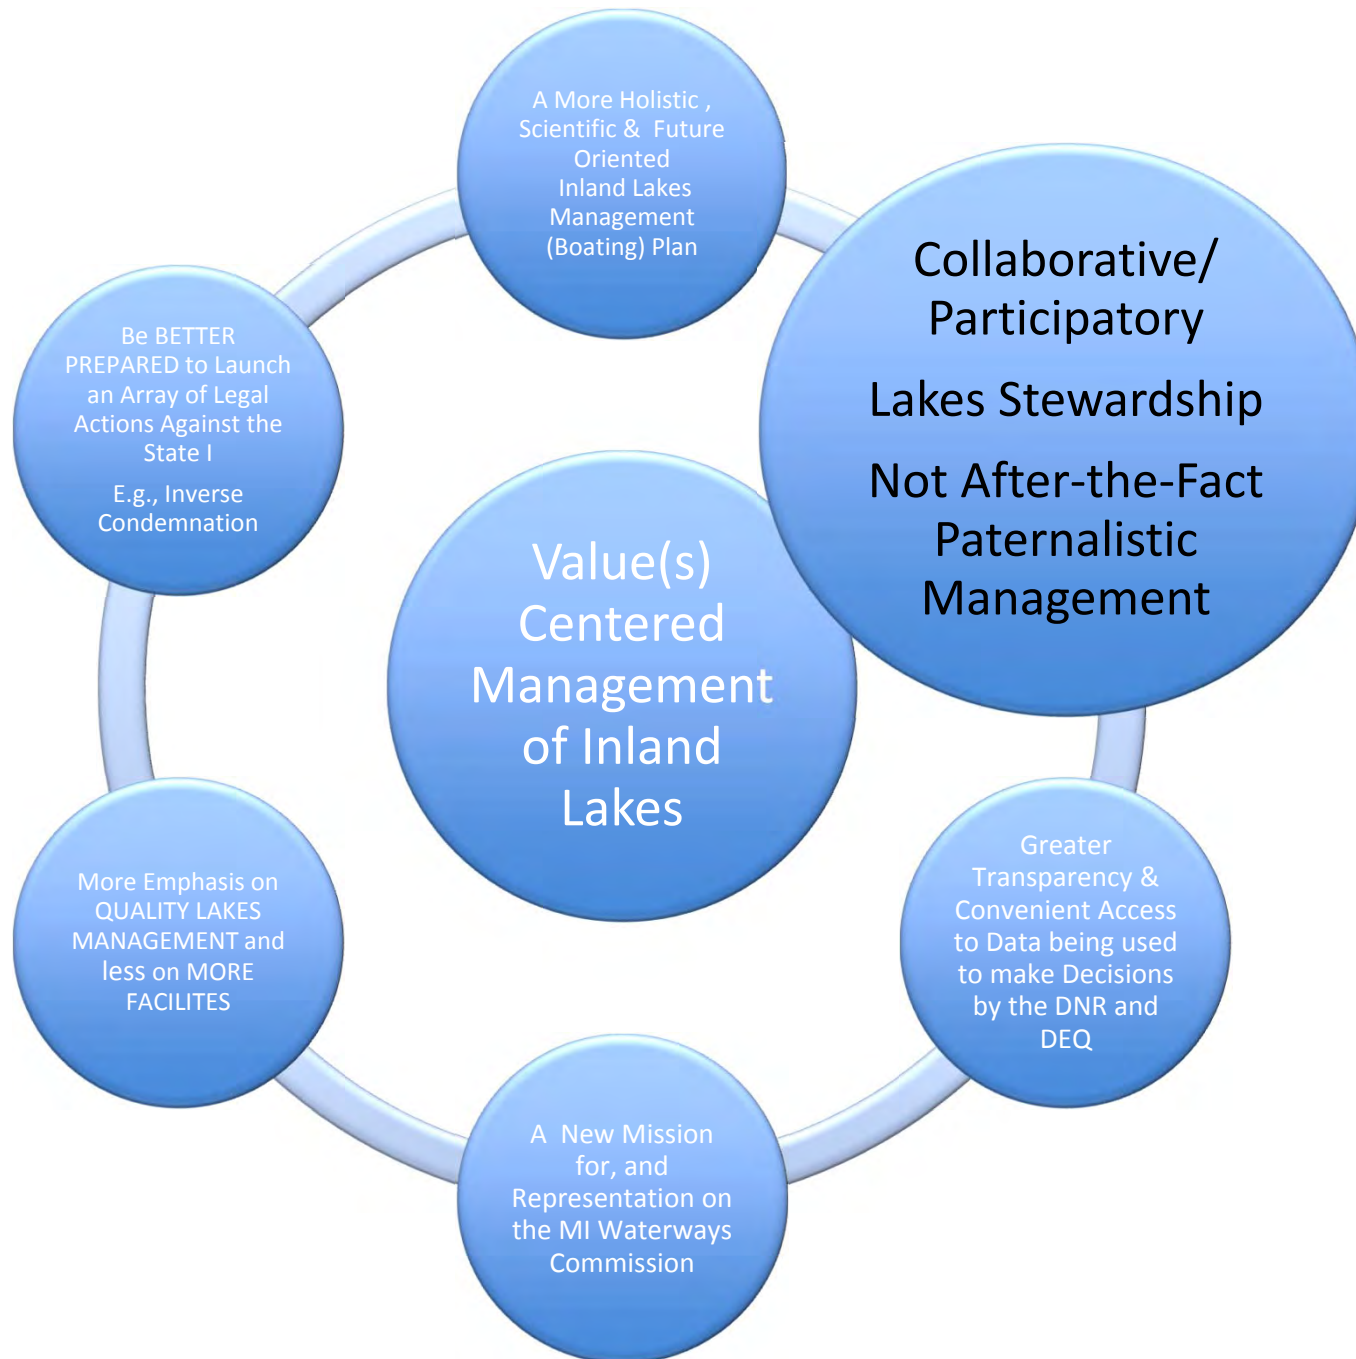 A More Holistic ,
Scientific & Future
Oriented
Inland Lakes
Management
(Boating) Plan
Collaborative/
Participatory
Lakes Stewardship
Not After-the-Fact
Paternalistic
Management
Be BETTER
PREPARED to Launch
an Array of Legal
Actions Against the
State I
E.g., Inverse
Condemnation
Value(s)
Centered
Management
of Inland
Lakes
Greater
Transparency &
Convenient Access
to Data being used
to make Decisions
by the DNR and
DEQ
More Emphasis on
QUALITY LAKES
MANAGEMENT and
less on MORE
FACILITES
A New Mission
for, and
Representation on
the MI Waterways
Commission